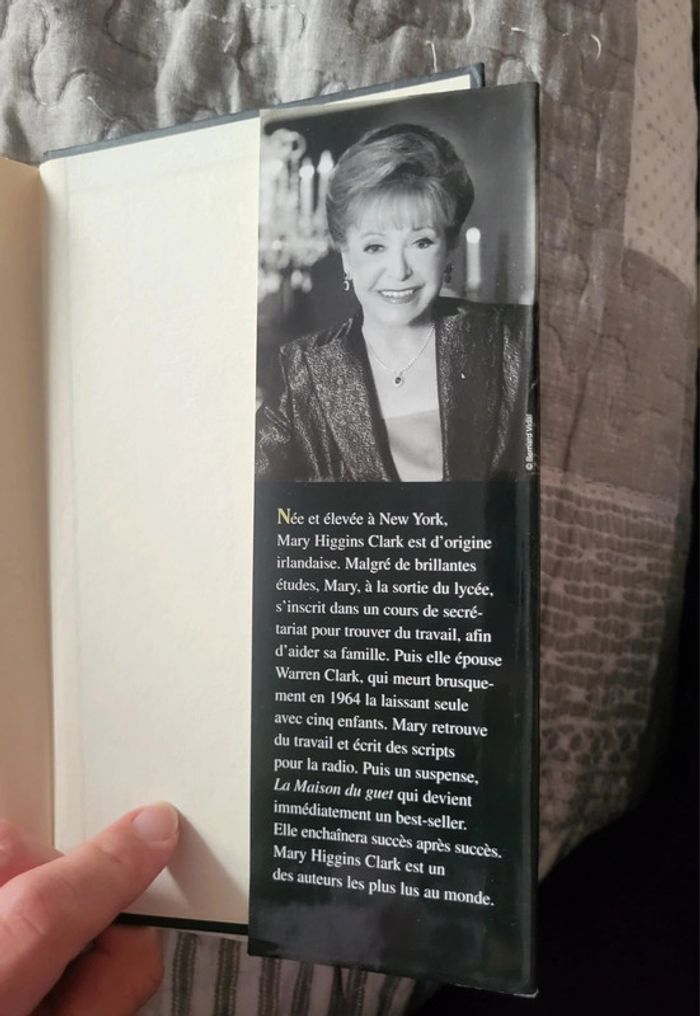 © Bernard Vidal
Née et élevée à New York,
Mary Higgins Clark est d'origine
irlandaise. Malgré de brillantes
études, Mary, à la sortie du lycée,
s'inscrit dans un cours de secré-
tariat pour trouver du travail, afin
d'aider sa famille. Puis elle épouse
Warren Clark, qui meurt brusque-
ment en 1964 la laissant seule
avec cinq enfants. Mary retrouve
du travail et écrit des scripts
pour la radio. Puis un suspense,
La Maison du guet qui devient
immédiatement un best-seller.
Elle enchaînera succès après succès.
Mary Higgins Clark est un
des auteurs les plus lus au monde.